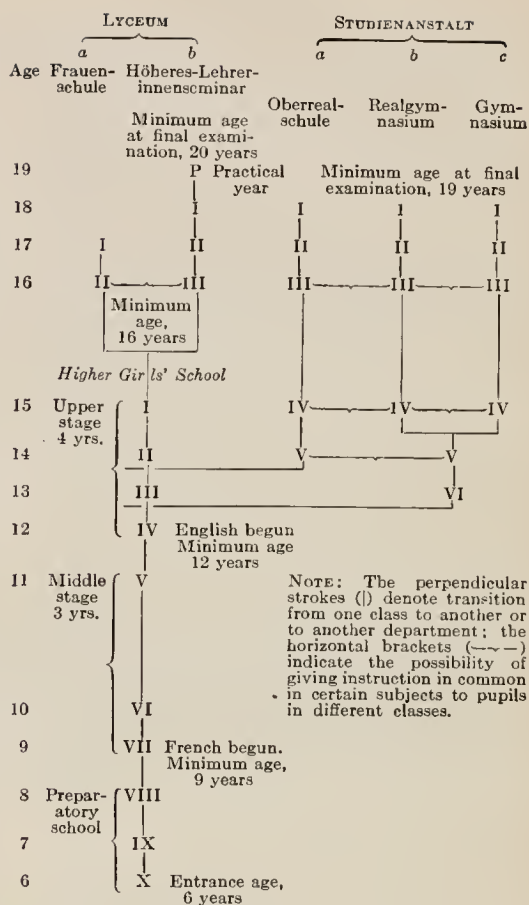 LYCEUM STUDIENANSTALT
a b a b c
Age Frauen- Höheres-Lehrer-
schule innenseminar
Oberreal- Realgym- Gym-
schule nasium nasium
Minimum age
at final exami-
nation, 20 years
19 P Practical Minimum age at final
year examination, 19 years
18 I I I I
17 I II II II II
16 II III III III III
Minimum
age,
16 years
Higher Girls' School
15 Upper I IV IV IV
stage
4 yrs.
14 II V V
13 III VI
12 IV English begun
Minimum age
12 years
11 Middle V
stage
3 yrs.
NOTE: The perpendicular
strokes (|) denote transition
from one class to another or
to another department; the
horizontal brackets (—~—)
indicate the possibility of
giving instruction in common
in certain subjects to pupils
in different classes.
10 VI
9 VII French begun.
Minimum age,
9 years
8 Prepar- VIII
atory
school
7 IX
6 X Entrance age,
6 years